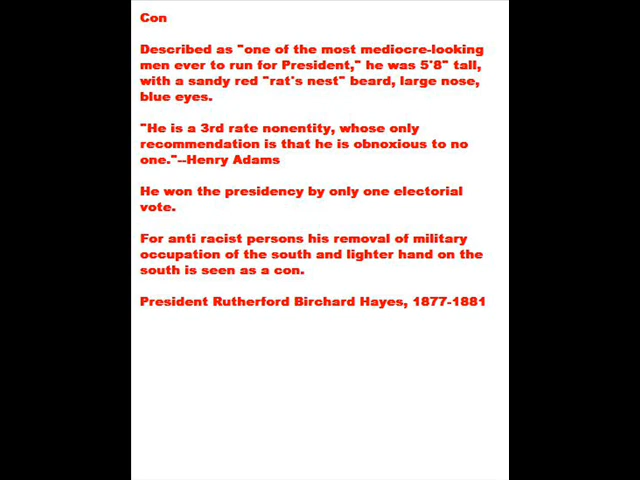 Con
Described as "one of the most mediocre-looking
men ever to run for President," he was 5'8" tall,
with a sandy red "rat's nest" beard, large nose,
blue eyes.
"He is a 3rd rate nonentity, whose only
recommendation is that he is obnoxious to no
one."--Henry Adams
He won the presidency by only one electorial
vote.
For anti racist persons his removal of military
occupation of the south and lighter hand on the
south is seen as a con.
President Rutherford Birchard Hayes, 1877-1881